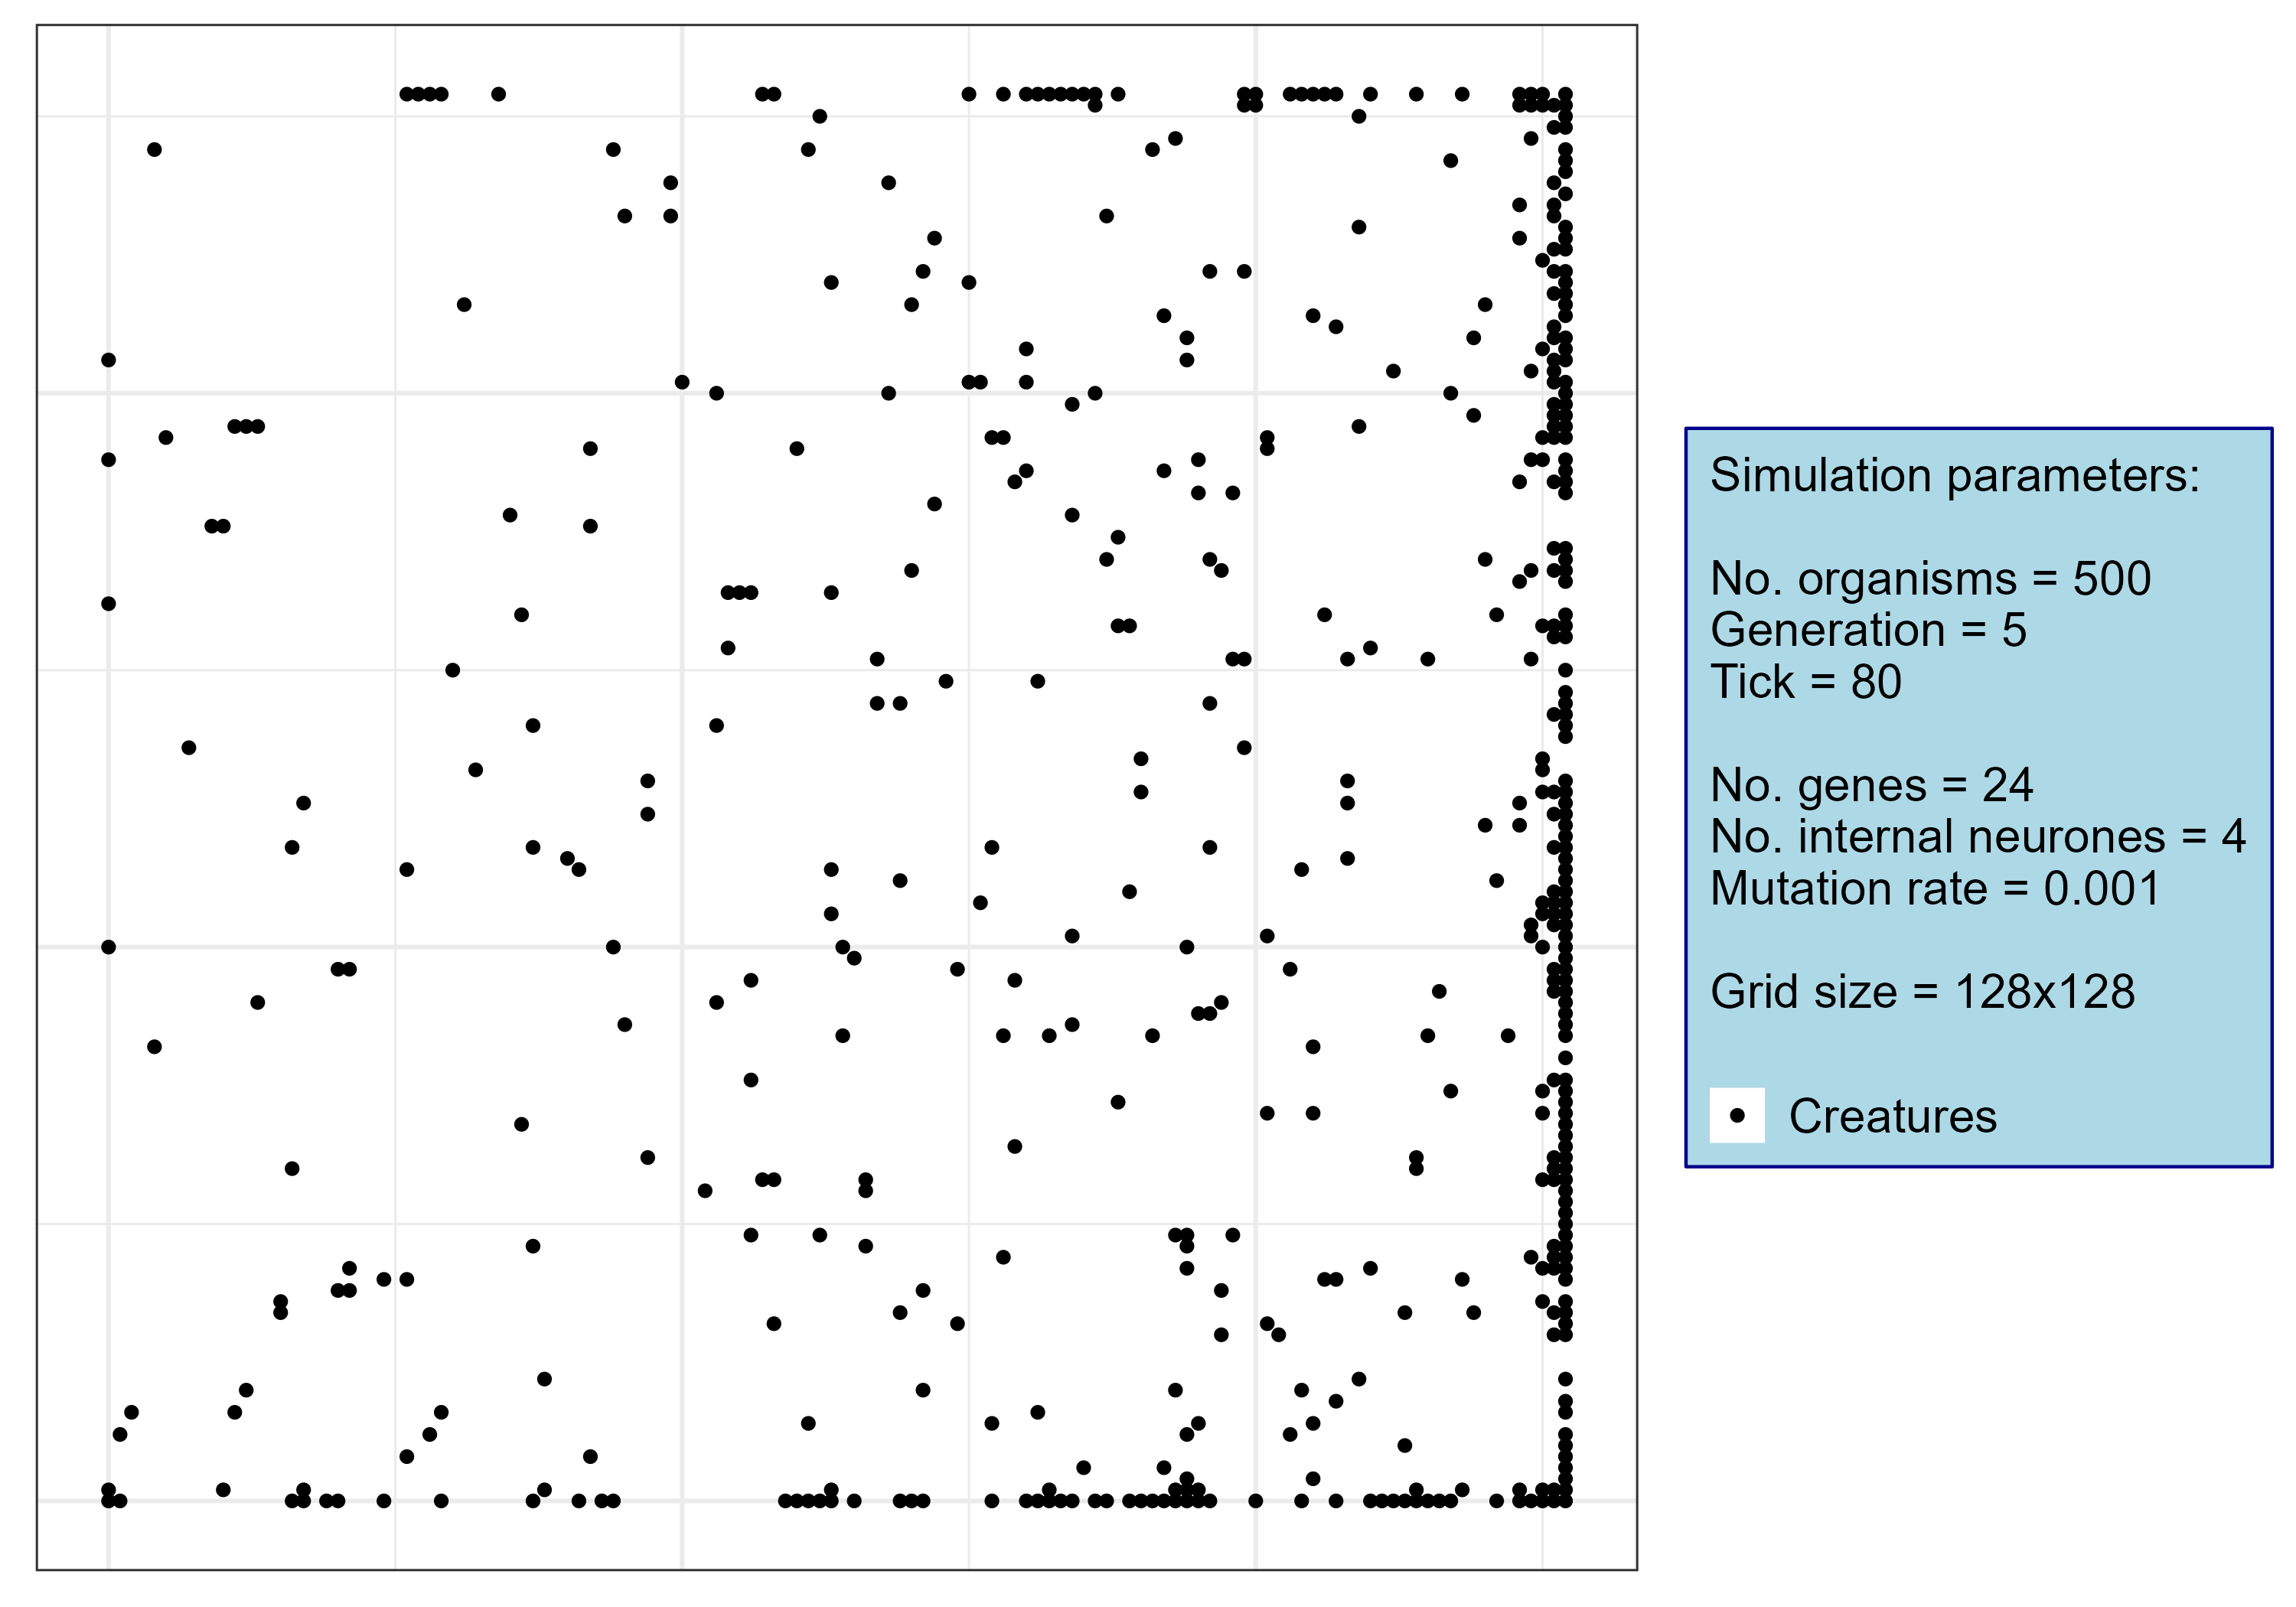 Simulation parameters:
No. organisms = 500
Generation = 5
Tick = 80
No. genes = 24
No. internal neurones = 4
Mutation rate = 0.001
Grid size = 128x128
Creatures